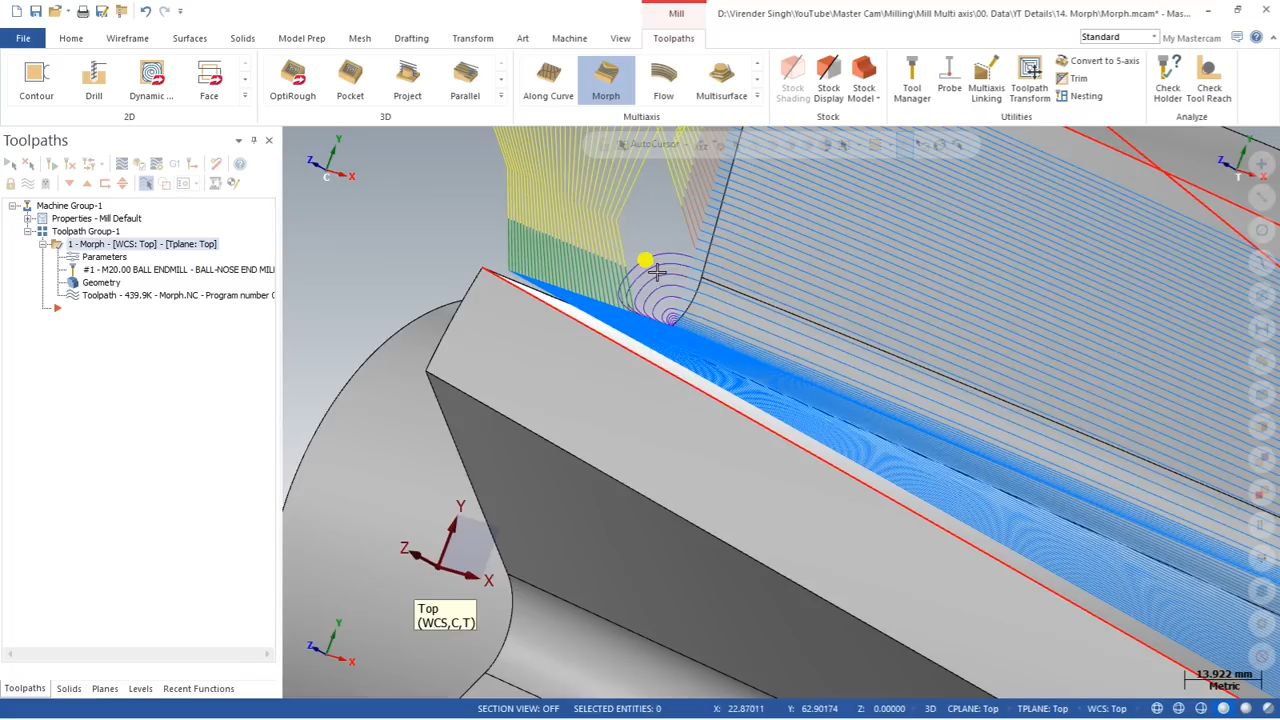 Mill
D:\Virender Singh\YouTube\Master Cam\Milling\Mill Multi axis\00. Data\YT Details\14. Morph\Morph.mcam* - Mas...
File
Home
Wireframe
Surfaces
Solids
Model Prep
Mesh
Drafting
Transform
Art
Machine
View
Toolpaths
Standard
My Mastercam
Contour
Drill
Dynamic ...
Face
OptiRough
Pocket
Project
Parallel
Along Curve
Morph
Flow
Multisurface
Stock Shading
Stock Display
Stock Model
Tool Manager
Probe
Multiaxis Linking
Toolpath Transform
Convert to 5-axis
Trim
Nesting
Check Holder
Check Tool Reach
2D
3D
Multiaxis
Stock
Utilities
Analyze
Toolpaths
G1
Machine Group-1
Properties - Mill Default
Toolpath Group-1
1 - Morph - [WCS: Top] - [Tplane: Top]
Parameters
#1 - M20.00 BALL ENDMILL - BALL-NOSE END MIL
Geometry
Toolpath - 439.9K - Morph.NC - Program number (
AutoCursor
Y
Z
X
C
Y
Z
X
T
Y
Z
X
Top
(WCS,C,T)
Y
Z
X
13.922 mm
Metric
Toolpaths
Solids
Planes
Levels
Recent Functions
SECTION VIEW: OFF
SELECTED ENTITIES: 0
X: 22.87011
Y: 62.90174
Z: 0.00000
3D
CPLANE: Top
TPLANE: Top
WCS: Top